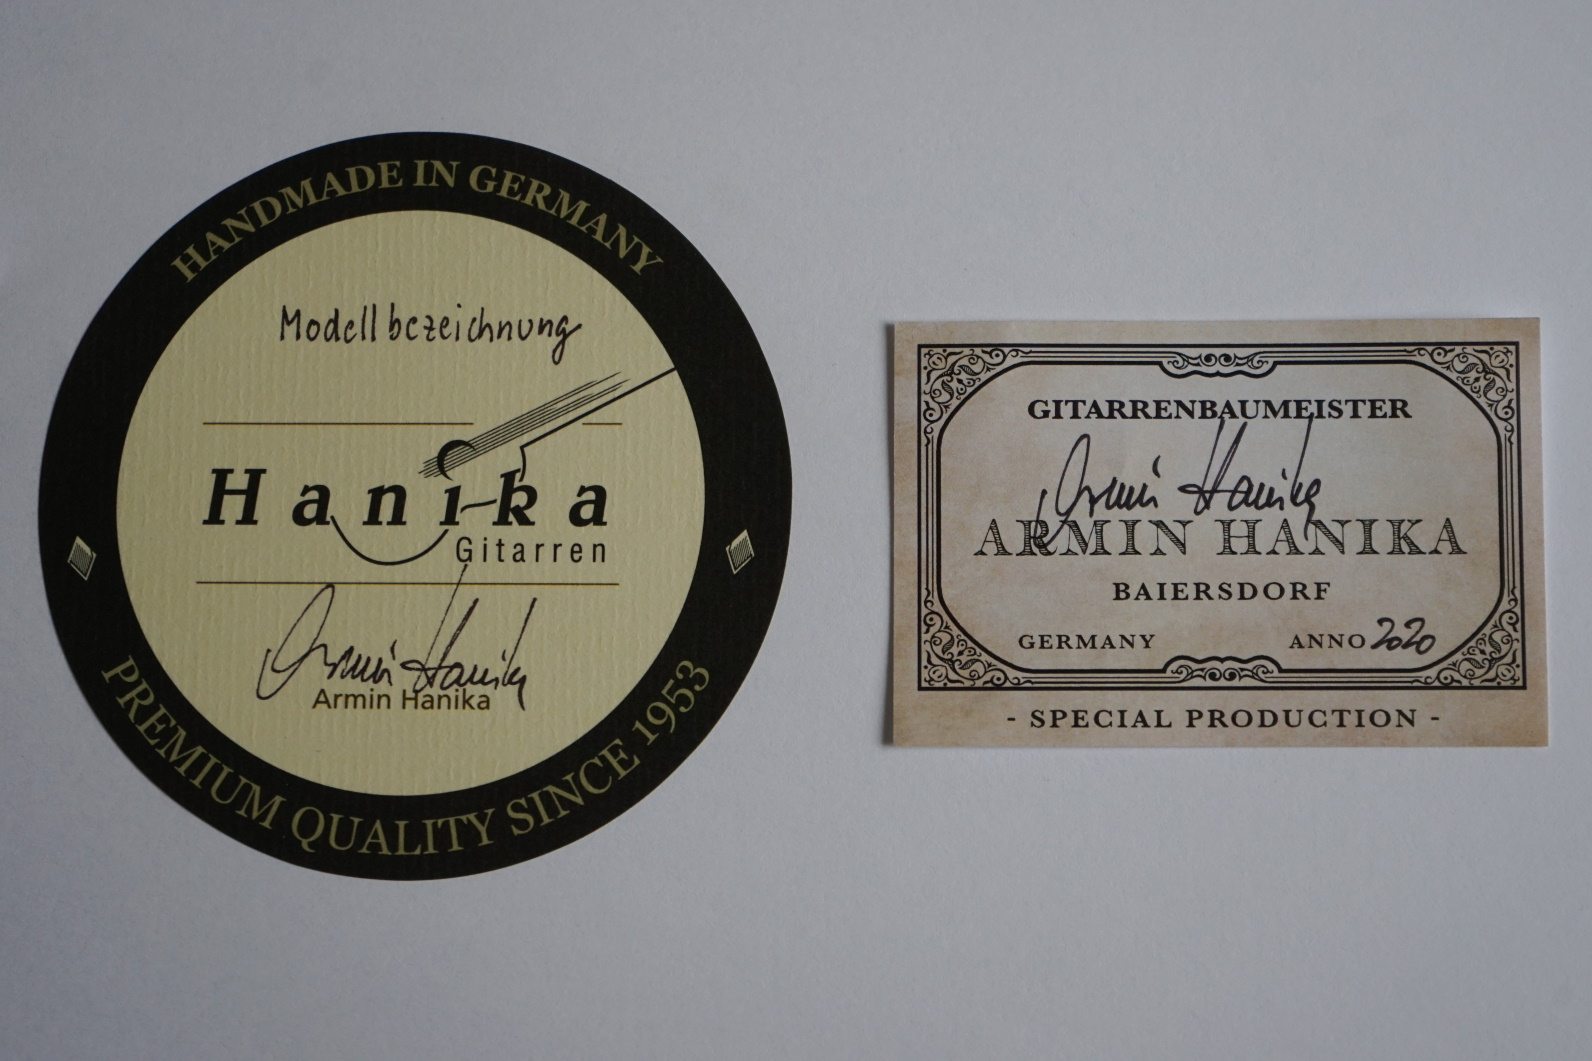 HANDMADE IN GERMANY
Modellbezeichnung
Hanika
Gitarren
Armin Hanika
Armin Hanika
PREMIUM QUALITY SINCE 1953
GITARRENBAUMEISTER
Armin Hanika
ARMIN HANIKA
BAIERSDORF
GERMANY ANNO 2020
- SPECIAL PRODUCTION -